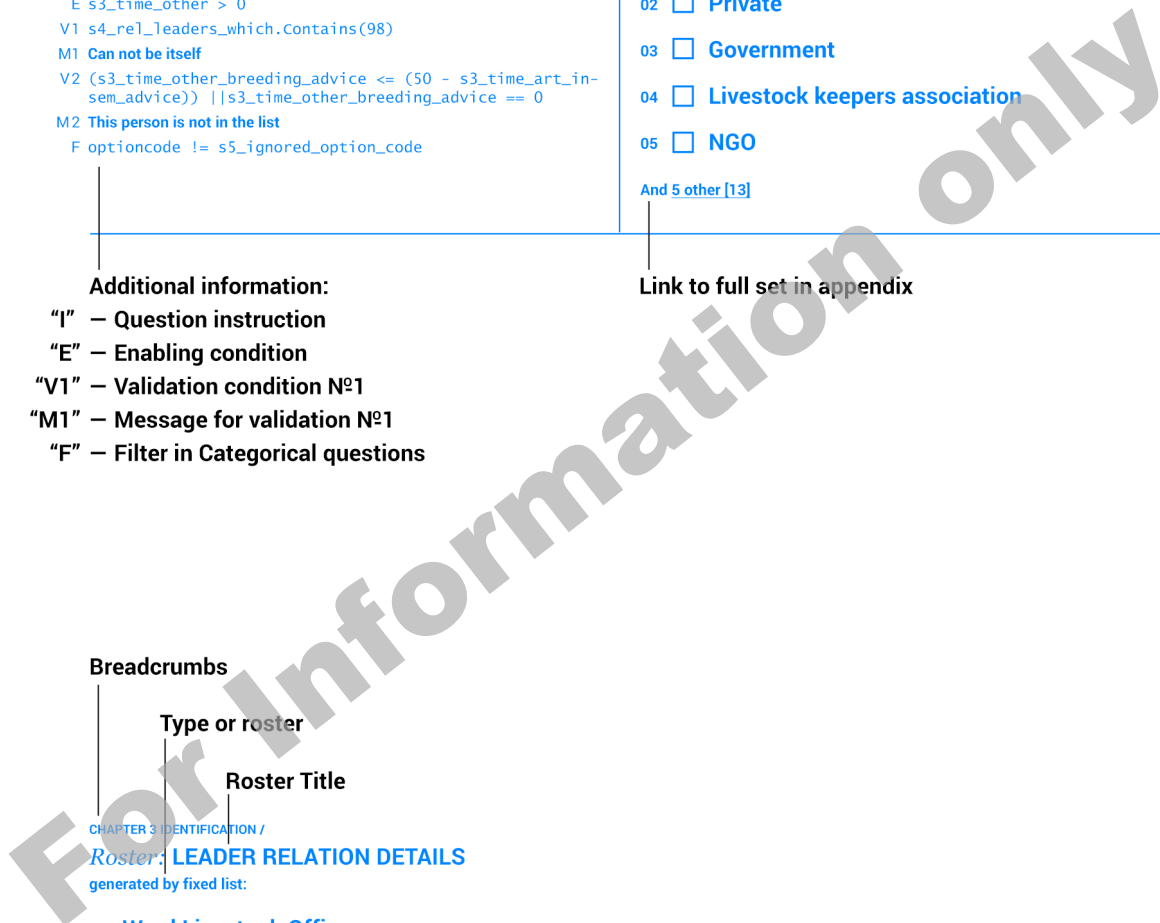 E s3_time_other > 0
V1 s4_rel_leaders_which.Contains(98)
M1 Can not be itself
V2 (s3_time_other_breeding_advice <= (50 - s3_time_art_in-
sem_advice)) ||s3_time_other_breeding_advice == 0
M2 This person is not in the list
F optioncode != s5_ignored_option_code
02 Private
03 Government
04 Livestock keepers association
05 NGO
And 5 other [13]
Additional information:
“I” – Question instruction
“E” – Enabling condition
“V1” – Validation condition №1
“M1” – Message for validation №1
“F” – Filter in Categorical questions
Link to full set in appendix
Breadcrumbs
Type or roster
Roster Title
CHAPTER 3 IDENTIFICATION /
Roster: LEADER RELATION DETAILS
generated by fixed list:
For Information only